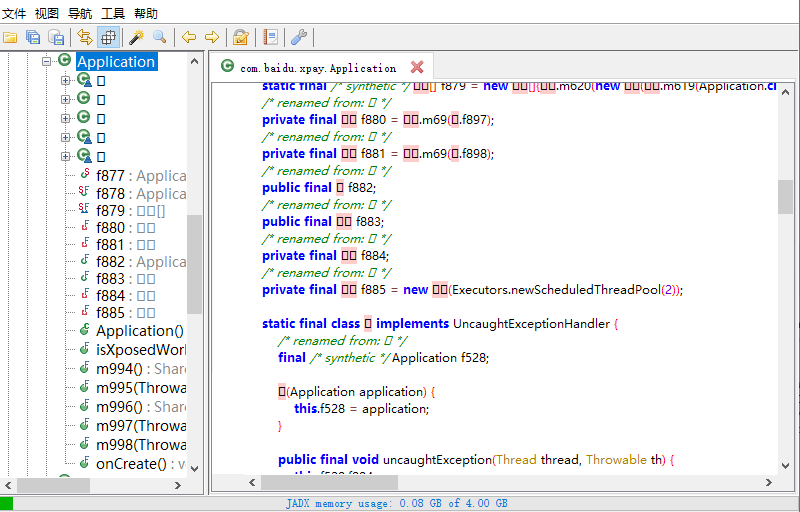 文件 视图 导航 工具 帮助
Application
f877 : Applica
f878 : Applica
f879 : 􀀀􀀀[]
f880 :
f881 :
f882 : Applica
f883 :
f884 :
f885 :
Application()
isXposedWorl
m994() : Share
m995(Throwa
m996() : Share
m997(Throwa
m998(Throwa
onCreate() : v
com.baidu.xpay.Application
static final /* synthetic */ [] f879 = new []{.m620(new (.m619(Application.cl
/* renamed from: */
private final f880 = .m69(.f897);
/* renamed from: */
private final f881 = .m69(.f898);
/* renamed from: */
public final f882;
/* renamed from: */
public final f883;
/* renamed from: */
private final f884;
/* renamed from: */
private final f885 = new (Executors.newScheduledThreadPool(2));
static final class implements UncaughtExceptionHandler {
/* renamed from: */
final /* synthetic */ Application f528;
(Application application) {
this.f528 = application;
}
public final void uncaughtException(Thread thread, Throwable th) {
JADX memory usage: 0.08 GB of 4.00 GB